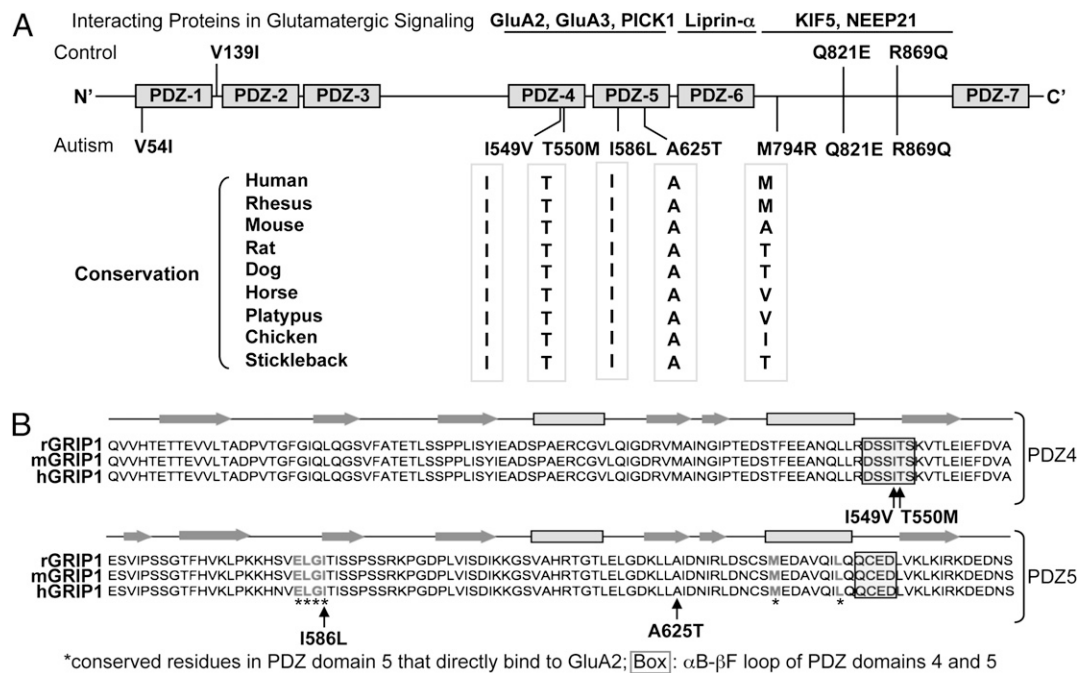 A
Interacting Proteins in Glutamatergic Signaling GluA2, GluA3, PICK1 Liprin-α KIF5, NEEP21
Control V139I Q821E R869Q
N' PDZ-1 PDZ-2 PDZ-3 PDZ-4 PDZ-5 PDZ-6 PDZ-7 C'
Autism V54I I549V T550M I586L A625T M794R Q821E R869Q
Conservation
Human I T I A M
Rhesus I T I A M
Mouse I T I A A
Rat I T I A T
Dog I T I A T
Horse I T I A V
Platypus I T I A V
Chicken I T I A I
Stickleback I T I A T
B
rGRIP1 QVVHTETTEVVLTADPVTGFGIQLQGSVFATETLSSPPLISYIEADSPAERCGVLQIGDRVMAINGIPTEDSTFEEANQLLRDSSITSKVTLEIEFDVA
mGRIP1 QVVHTETTEVVLTADPVTGFGIQLQGSVFATETLSSPPLISYIEADSPAERCGVLQIGDRVMAINGIPTEDSTFEEANQLLRDSSITSKVTLEIEFDVA
hGRIP1 QVVHTETTEVVLTADPVTGFGIQLQGSVFATETLSSPPLISYIEADSPAERCGVLQIGDRVMAINGIPTEDSTFEEANQLLRDSSITSKVTLEIEFDVA
PDZ4
I549V T550M
rGRIP1 ESVIPSSGTFHVKLPKKHSVELGITISSPSSRKPGDPLVISDIKKGSVAHRTGTLELGDKLLAIDNIRLDSCSMEDAVQILQQCEDLVKLKIRKDEDNS
mGRIP1 ESVIPSSGTFHVKLPKKHSVELGITISSPSSRKPGDPLVISDIKKGSVAHRTGTLELGDKLLAIDNIRLDSCSMEDAVQILQQCEDLVKLKIRKDEDNS
hGRIP1 ESVIPSSGTFHVKLPKKHNVELGITISSPSSRKPGDPLVISDIKKGSVAHRTGTLELGDKLLAIDNIRLDSCSMEDAVQILQQCEDLVKLKIRKDEDNS
PDZ5
**** * *
I586L A625T
*conserved residues in PDZ domain 5 that directly bind to GluA2; Box : αB-βF loop of PDZ domains 4 and 5